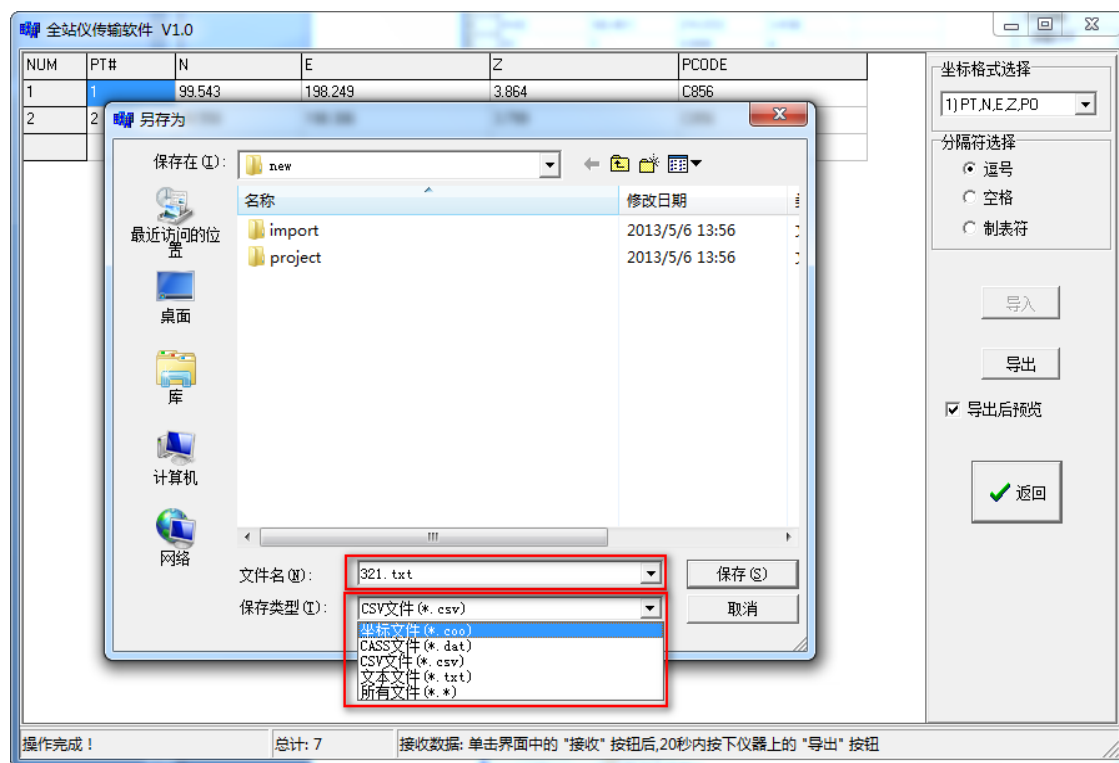 全站仪传输软件 V1.0
NUM PT# N E Z PCODE
1 1 99.543 198.249 3.864 C856
2 2
坐标格式选择
1) PT,N,E,Z,PO
分隔符选择
逗号
空格
制表符
导入
导出
导出后预览
返回
另存为
保存在(I): new
名称 修改日期
import 2013/5/6 13:56
project 2013/5/6 13:56
最近访问的位
置
桌面
库
计算机
网络
文件名(N): 321.txt 保存(S)
保存类型(T): CSV文件(*.csv) 取消
坐标文件(*.coo)
CASS文件(*.dat)
CSV文件(*.csv)
文本文件(*.txt)
所有文件(*.*)
操作完成! 总计: 7 接收数据: 单击界面中的 "接收" 按钮后,20秒内按下仪器上的 "导出" 按钮